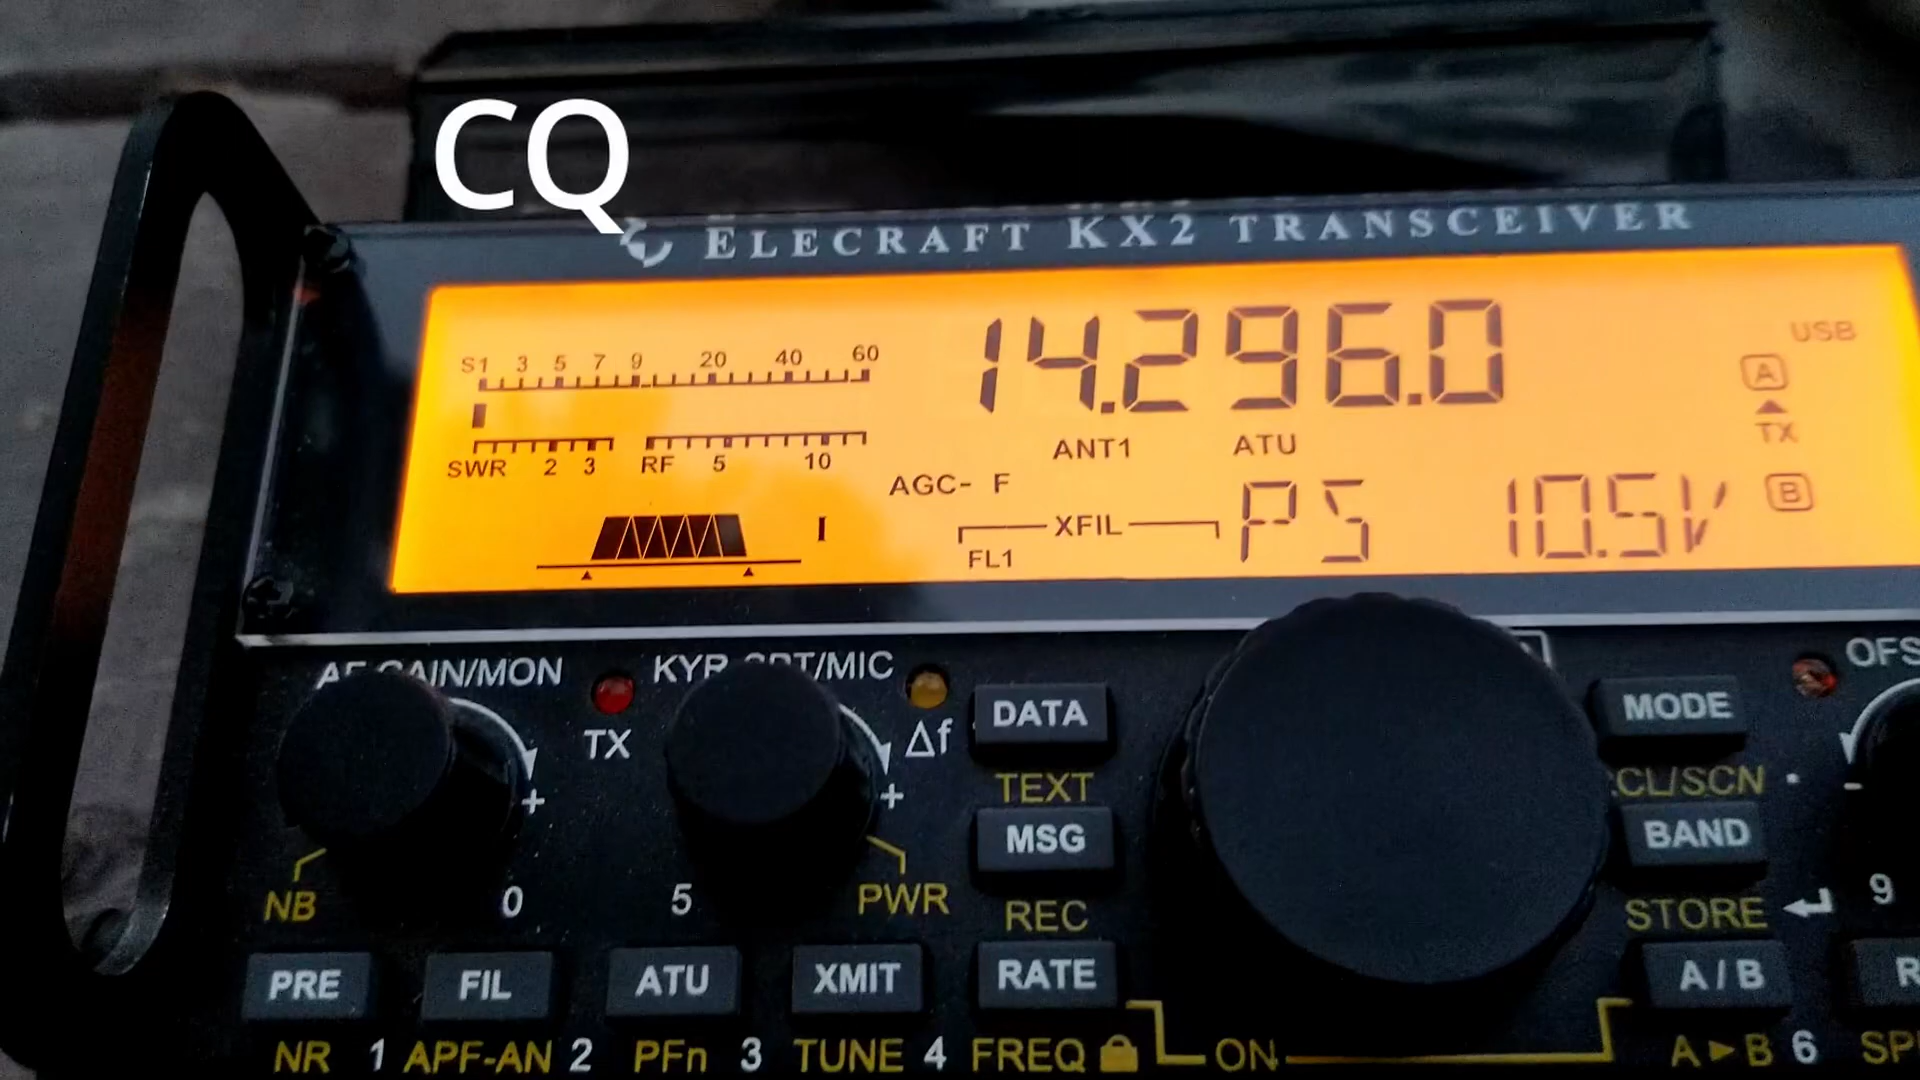 CQ
ELECRAFT KX2 TRANSCEIVER
S1 3 5 7 9 20 40 60
14.296.0
USB
A
TX
SWR 2 3 RF 5 10
ANT1 ATU
AGC- F
B
PS 10.5V
I
XFIL
FL1
AF GAIN/MON
TX
KYR SPT/MIC
Δf
+
+
DATA
TEXT
MSG
REC
RATE
FREQ
MODE
CL/SCN
BAND
STORE
A / B
A ► B 6
OFS
-
9
NB 0 5 PWR
PRE FIL ATU XMIT
NR 1 APF-AN 2 PFn 3 TUNE 4
ON